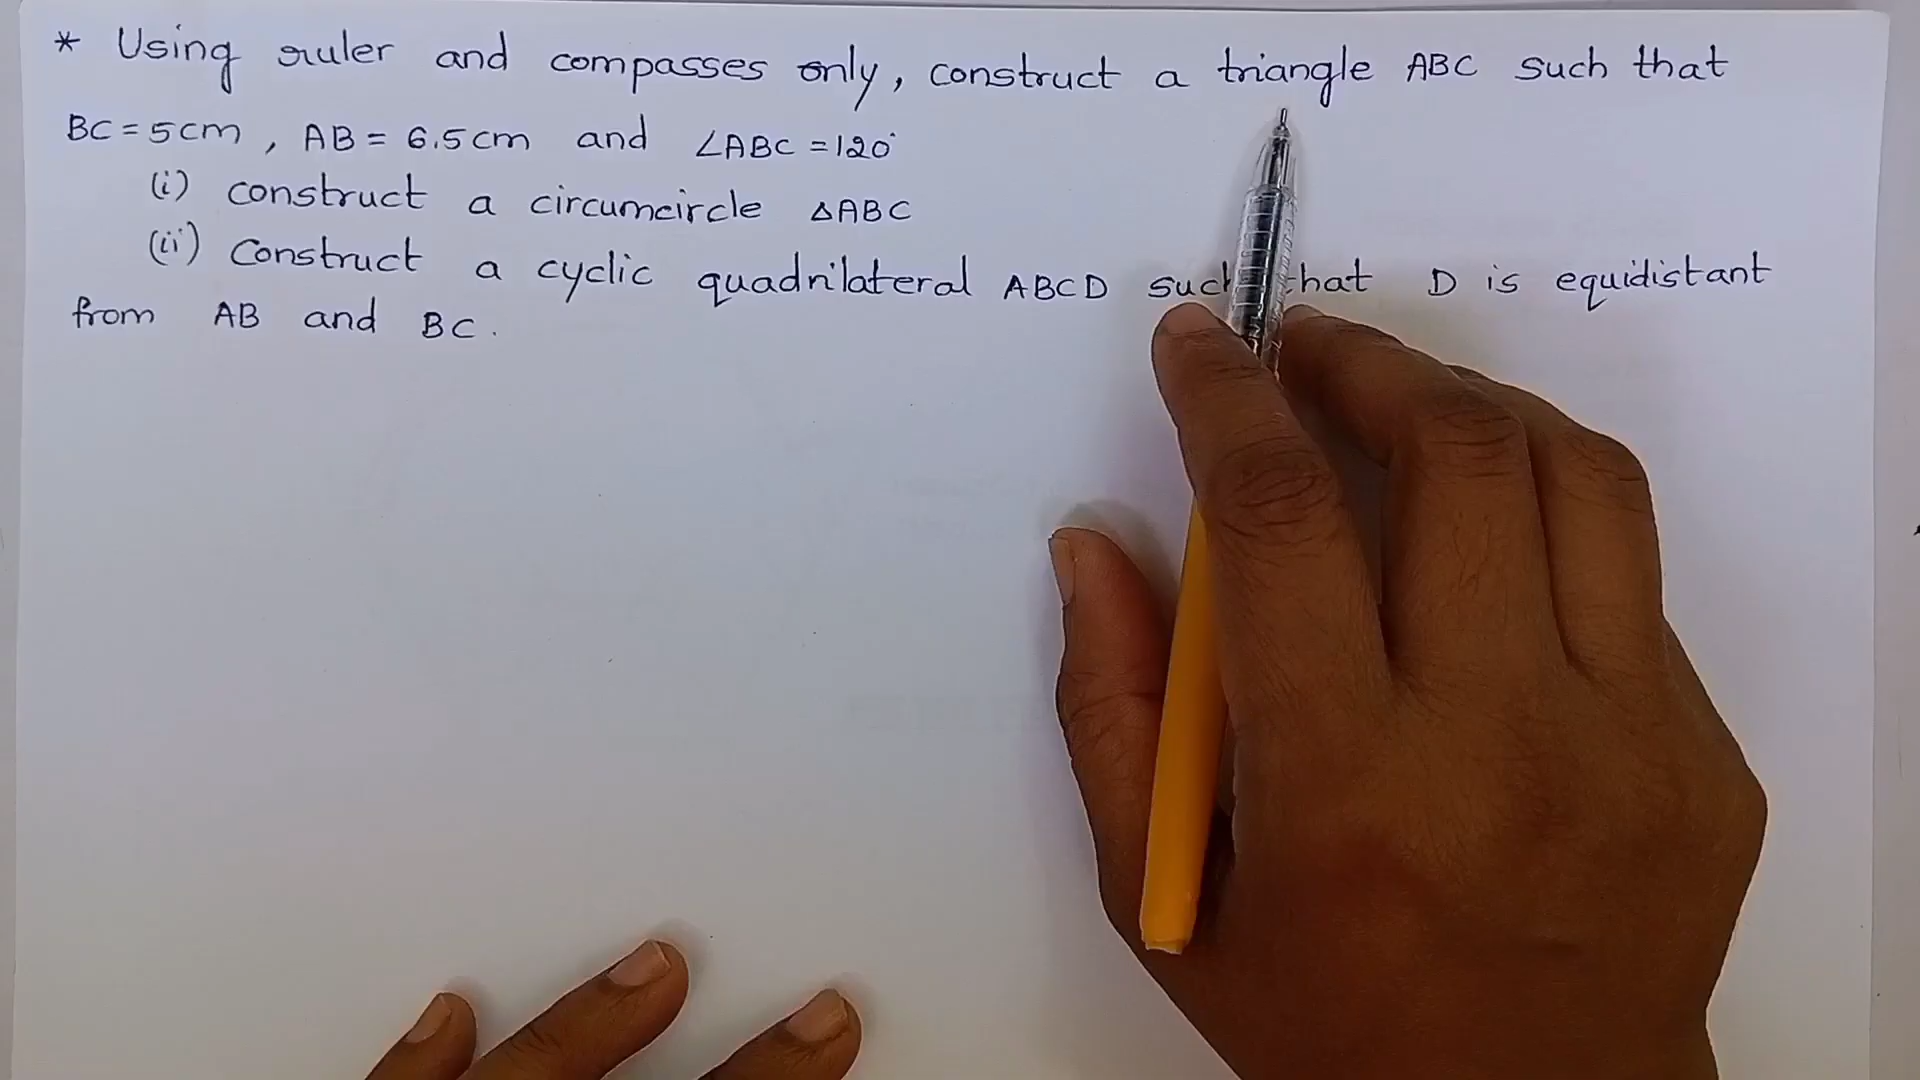 * Using ruler and compasses only, construct a triangle ABC such that
BC = 5cm, AB = 6.5cm and ∠ABC = 120°
(i) construct a circumcircle △ABC
(ii) Construct a cyclic quadrilateral ABCD such that D is equidistant
from AB and BC.